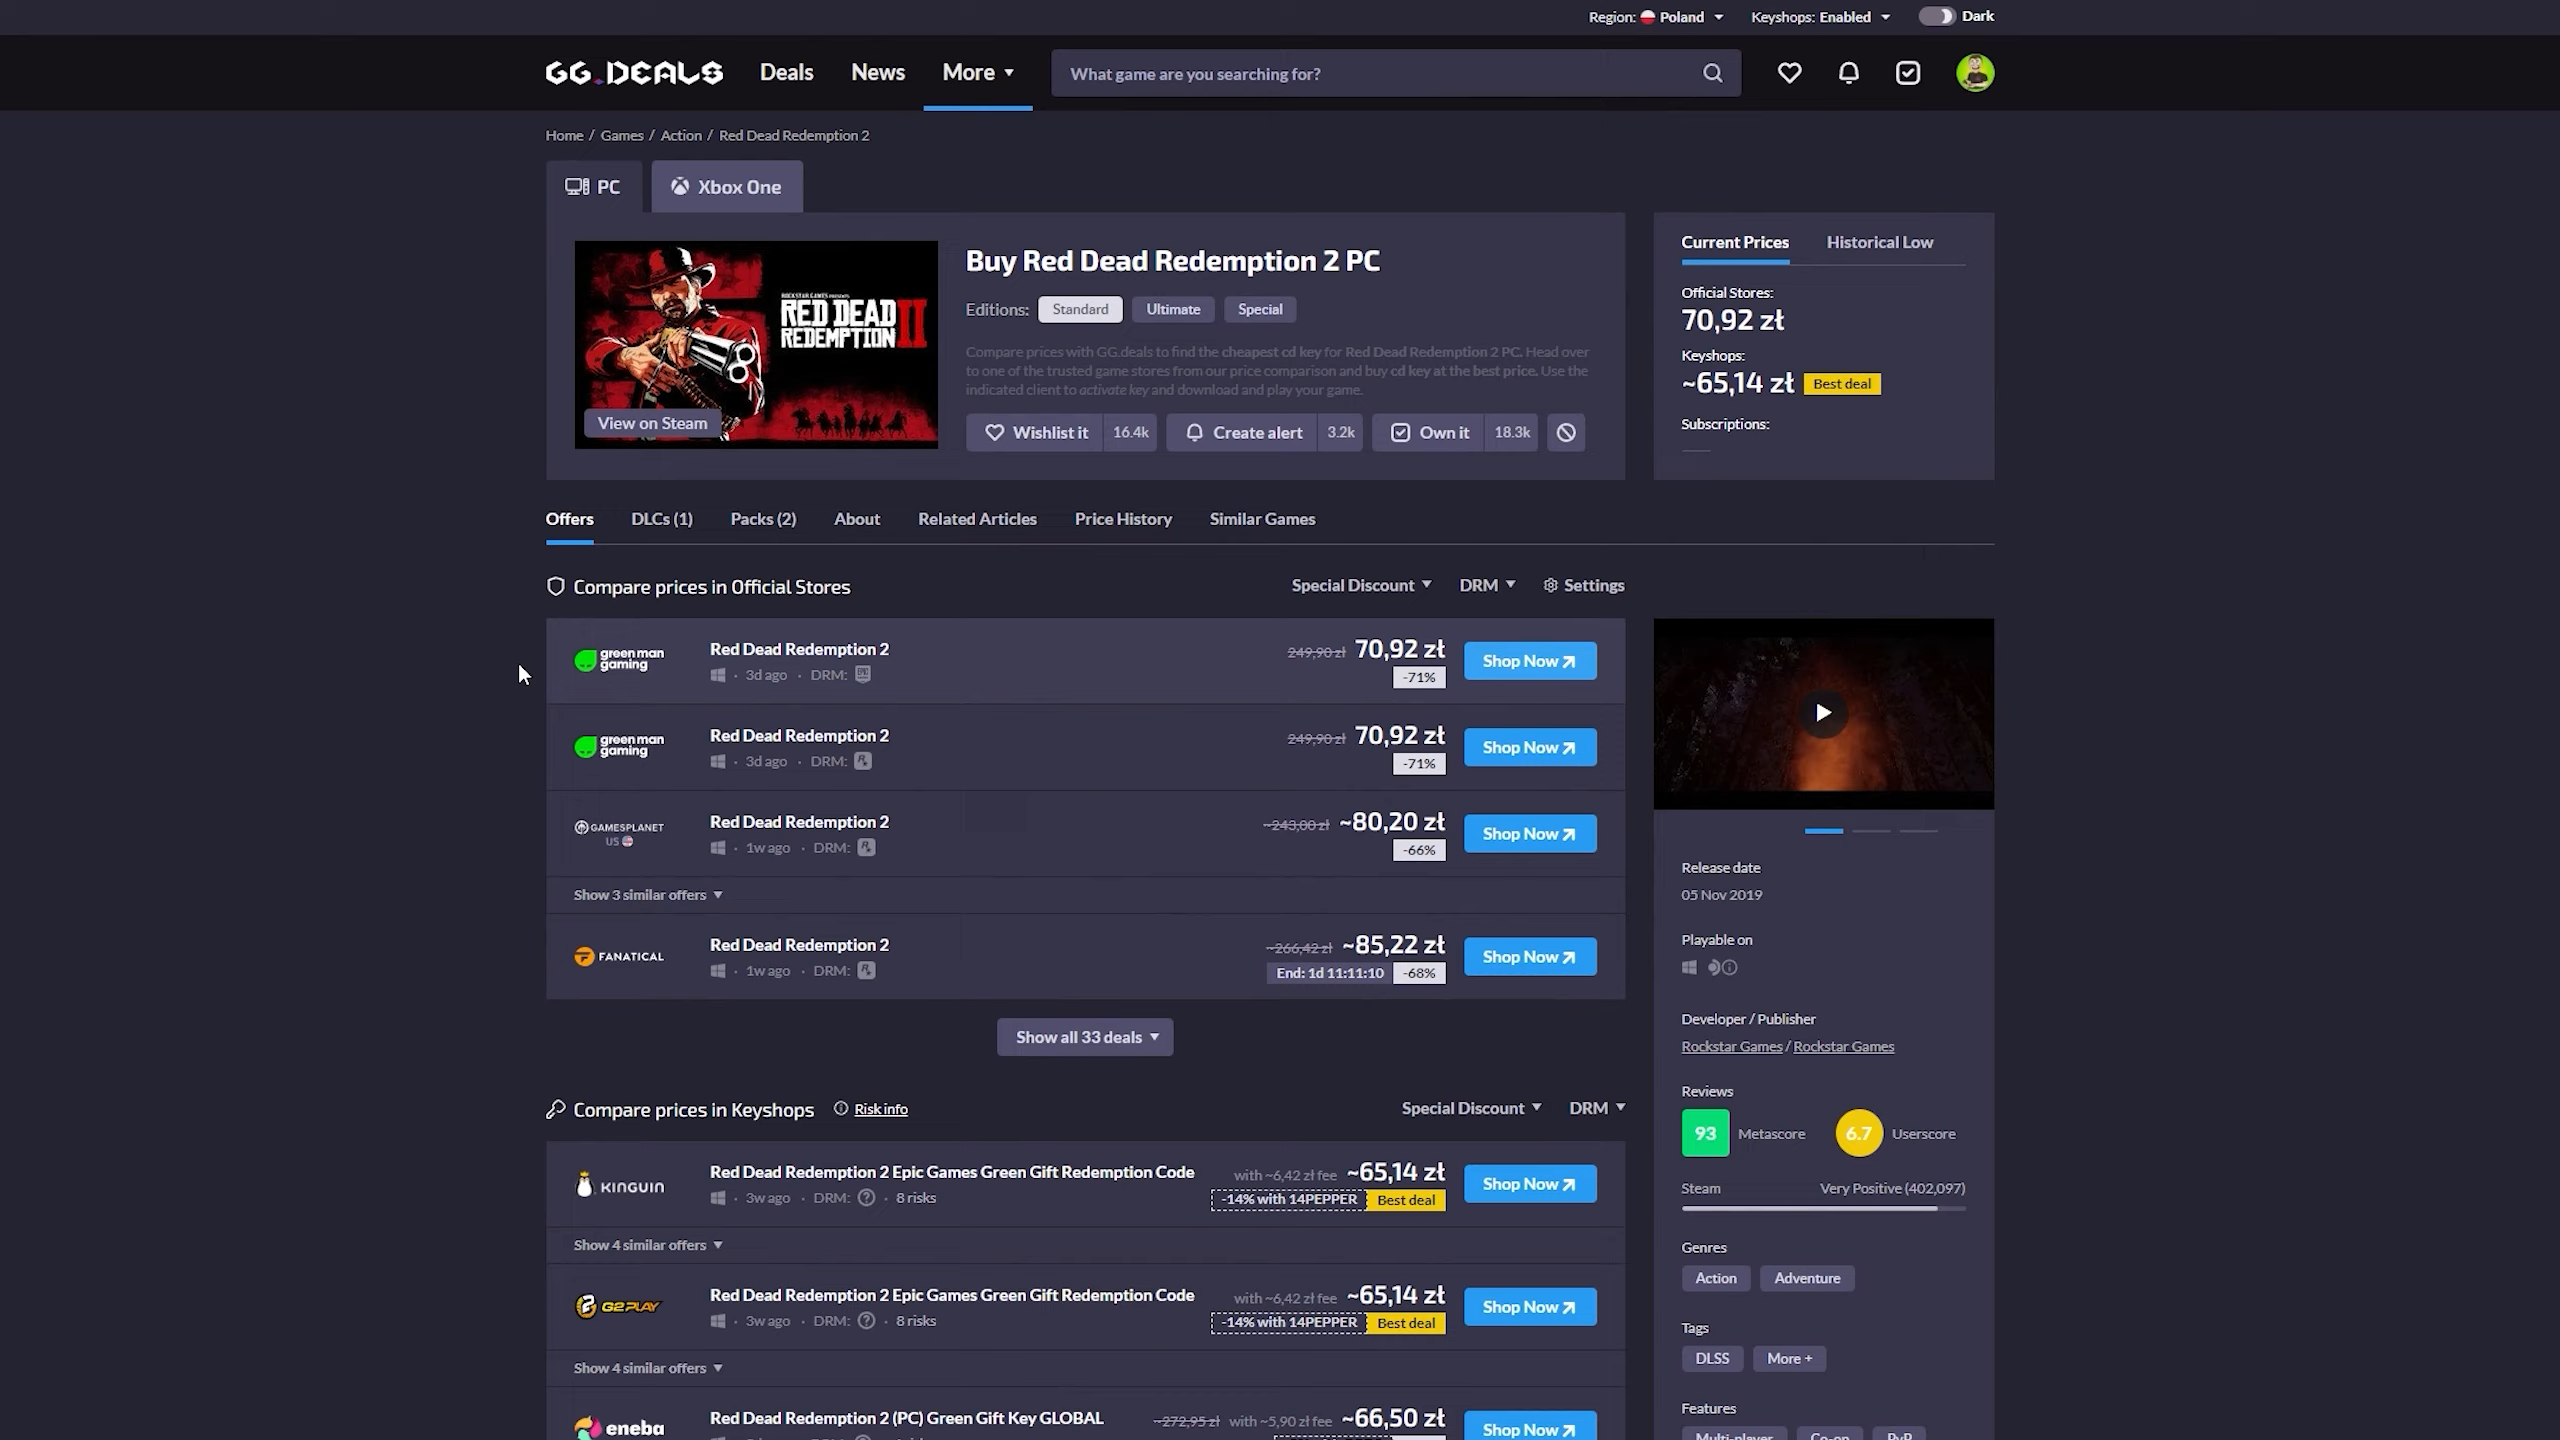 Region: Poland Keyshops: Enabled Dark
GG.DEALS Deals News More What game are you searching for?
Home / Games / Action / Red Dead Redemption 2
PC Xbox One
ROCKSTAR GAMES PRESENTS
RED DEAD
REDEMPTION II
View on Steam
Buy Red Dead Redemption 2 PC
Editions: Standard Ultimate Special
Compare prices with GG.deals to find the cheapest cd key for Red Dead Redemption 2 PC. Head over
to one of the trusted game stores from our price comparison and buy cd key at the best price. Use the
indicated client to activate key and download and play your game.
Wishlist it 16.4k Create alert 3.2k Own it 18.3k
Current Prices Historical Low
Official Stores:
70,92 zł
Keyshops:
~65,14 zł Best deal
Subscriptions:
Offers DLCs (1) Packs (2) About Related Articles Price History Similar Games
Compare prices in Official Stores Special Discount DRM Settings
green man
gaming
Red Dead Redemption 2 249,90 zł 70,92 zł Shop Now
3d ago · DRM: -71%
green man
gaming
Red Dead Redemption 2 249,90 zł 70,92 zł Shop Now
3d ago · DRM: -71%
GAMESPLANET
US
Red Dead Redemption 2 ~243,00 zł ~80,20 zł Shop Now
1w ago · DRM: -66%
Show 3 similar offers
FANATICAL
Red Dead Redemption 2 ~266,42 zł ~85,22 zł Shop Now
1w ago · DRM: End: 1d 11:11:10 -68%
Show all 33 deals
Compare prices in Keyshops Risk info Special Discount DRM
KINGUIN
Red Dead Redemption 2 Epic Games Green Gift Redemption Code with ~6,42 zł fee ~65,14 zł Shop Now
3w ago · DRM: · 8 risks -14% with 14PEPPER Best deal
Show 4 similar offers
G2PLAY
Red Dead Redemption 2 Epic Games Green Gift Redemption Code with ~6,42 zł fee ~65,14 zł Shop Now
3w ago · DRM: · 8 risks -14% with 14PEPPER Best deal
Show 4 similar offers
eneba
Red Dead Redemption 2 (PC) Green Gift Key GLOBAL ~272,95 zł with ~5,90 zł fee ~66,50 zł Shop Now
Release date
05 Nov 2019
Playable on
Developer / Publisher
Rockstar Games / Rockstar Games
Reviews
93 Metascore 6.7 Userscore
Steam Very Positive (402,097)
Genres
Action Adventure
Tags
DLSS More +
Features
Multi-player Co-op PvP